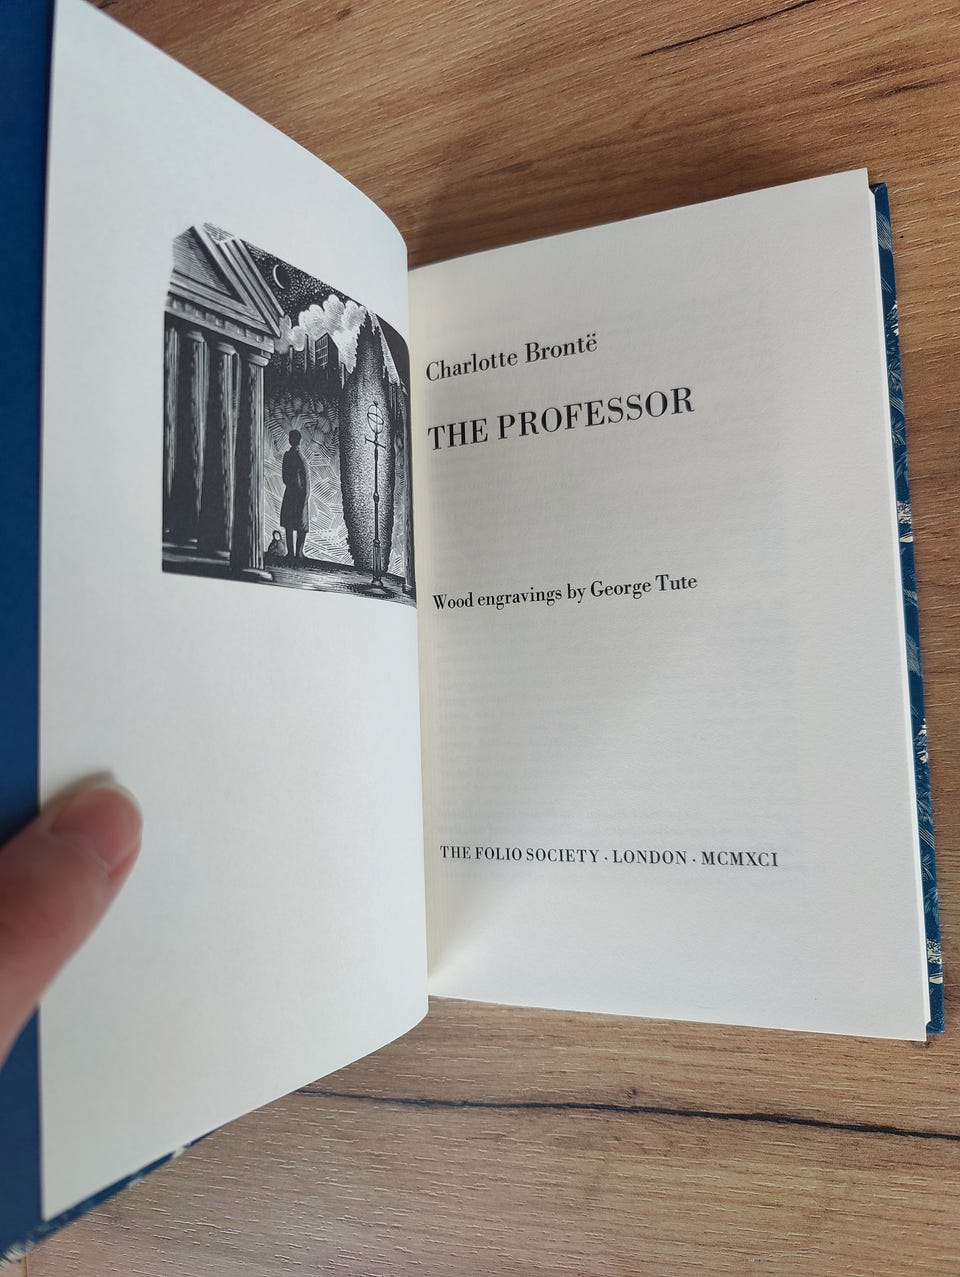 Charlotte Brontë
THE PROFESSOR
Wood engravings by George Tute
THE FOLIO SOCIETY · LONDON · MCMXCI